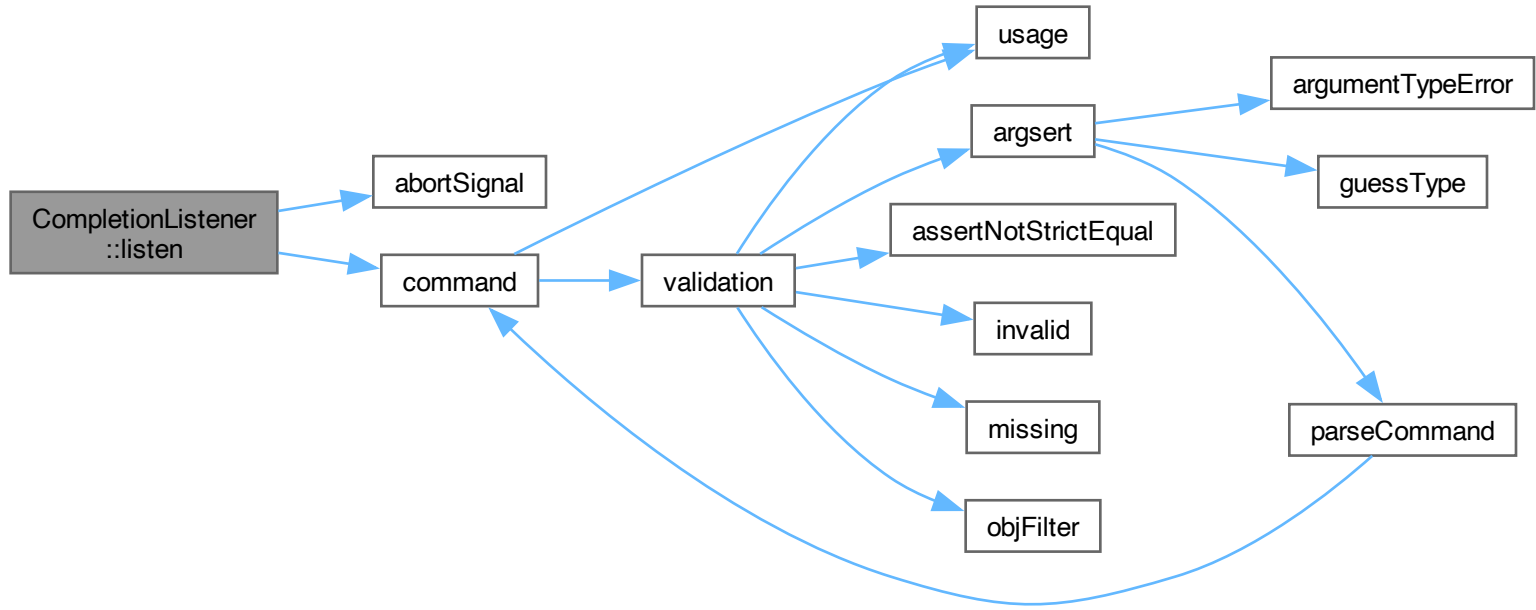 CompletionListener
::listen
abortSignal
command
validation
usage
argsert
assertNotStrictEqual
invalid
missing
objFilter
argumentTypeError
guessType
parseCommand